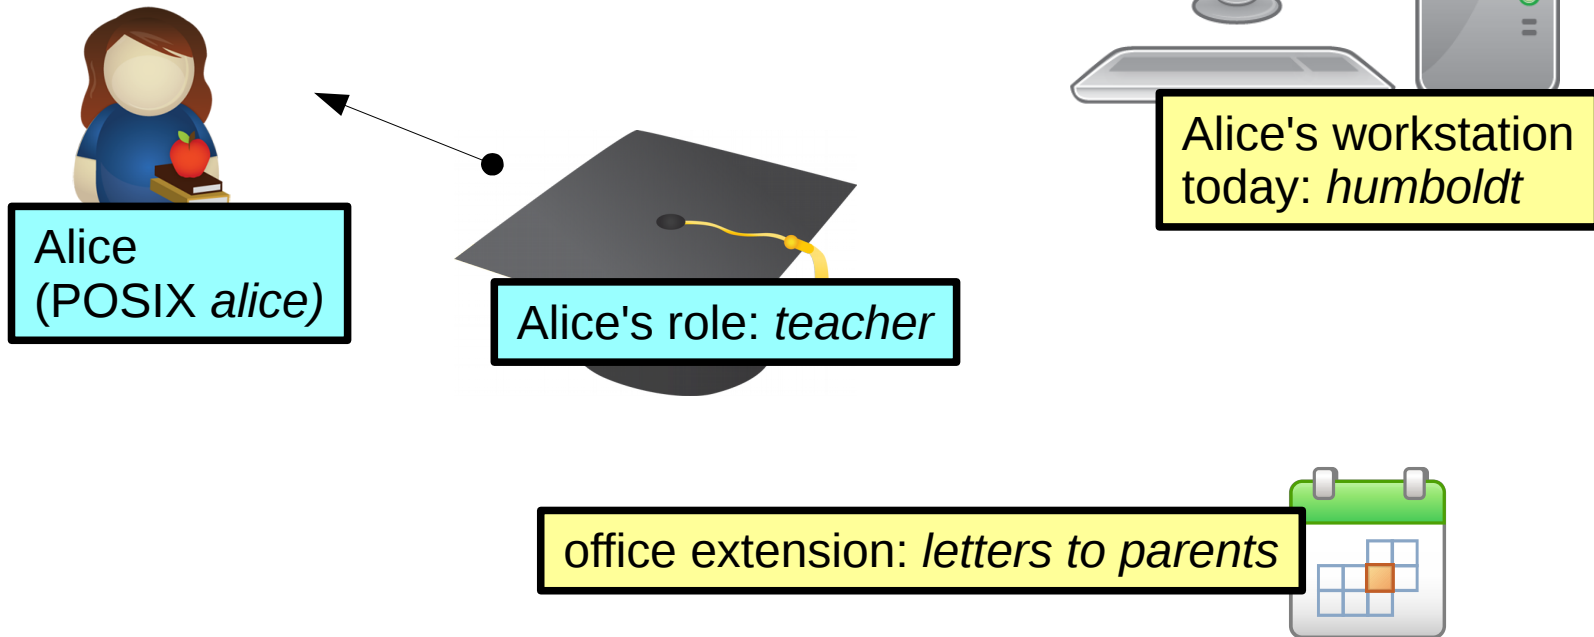 Alice's workstation
today: humboldt
Alice
(POSIX alice)
Alice's role: teacher
office extension: letters to parents